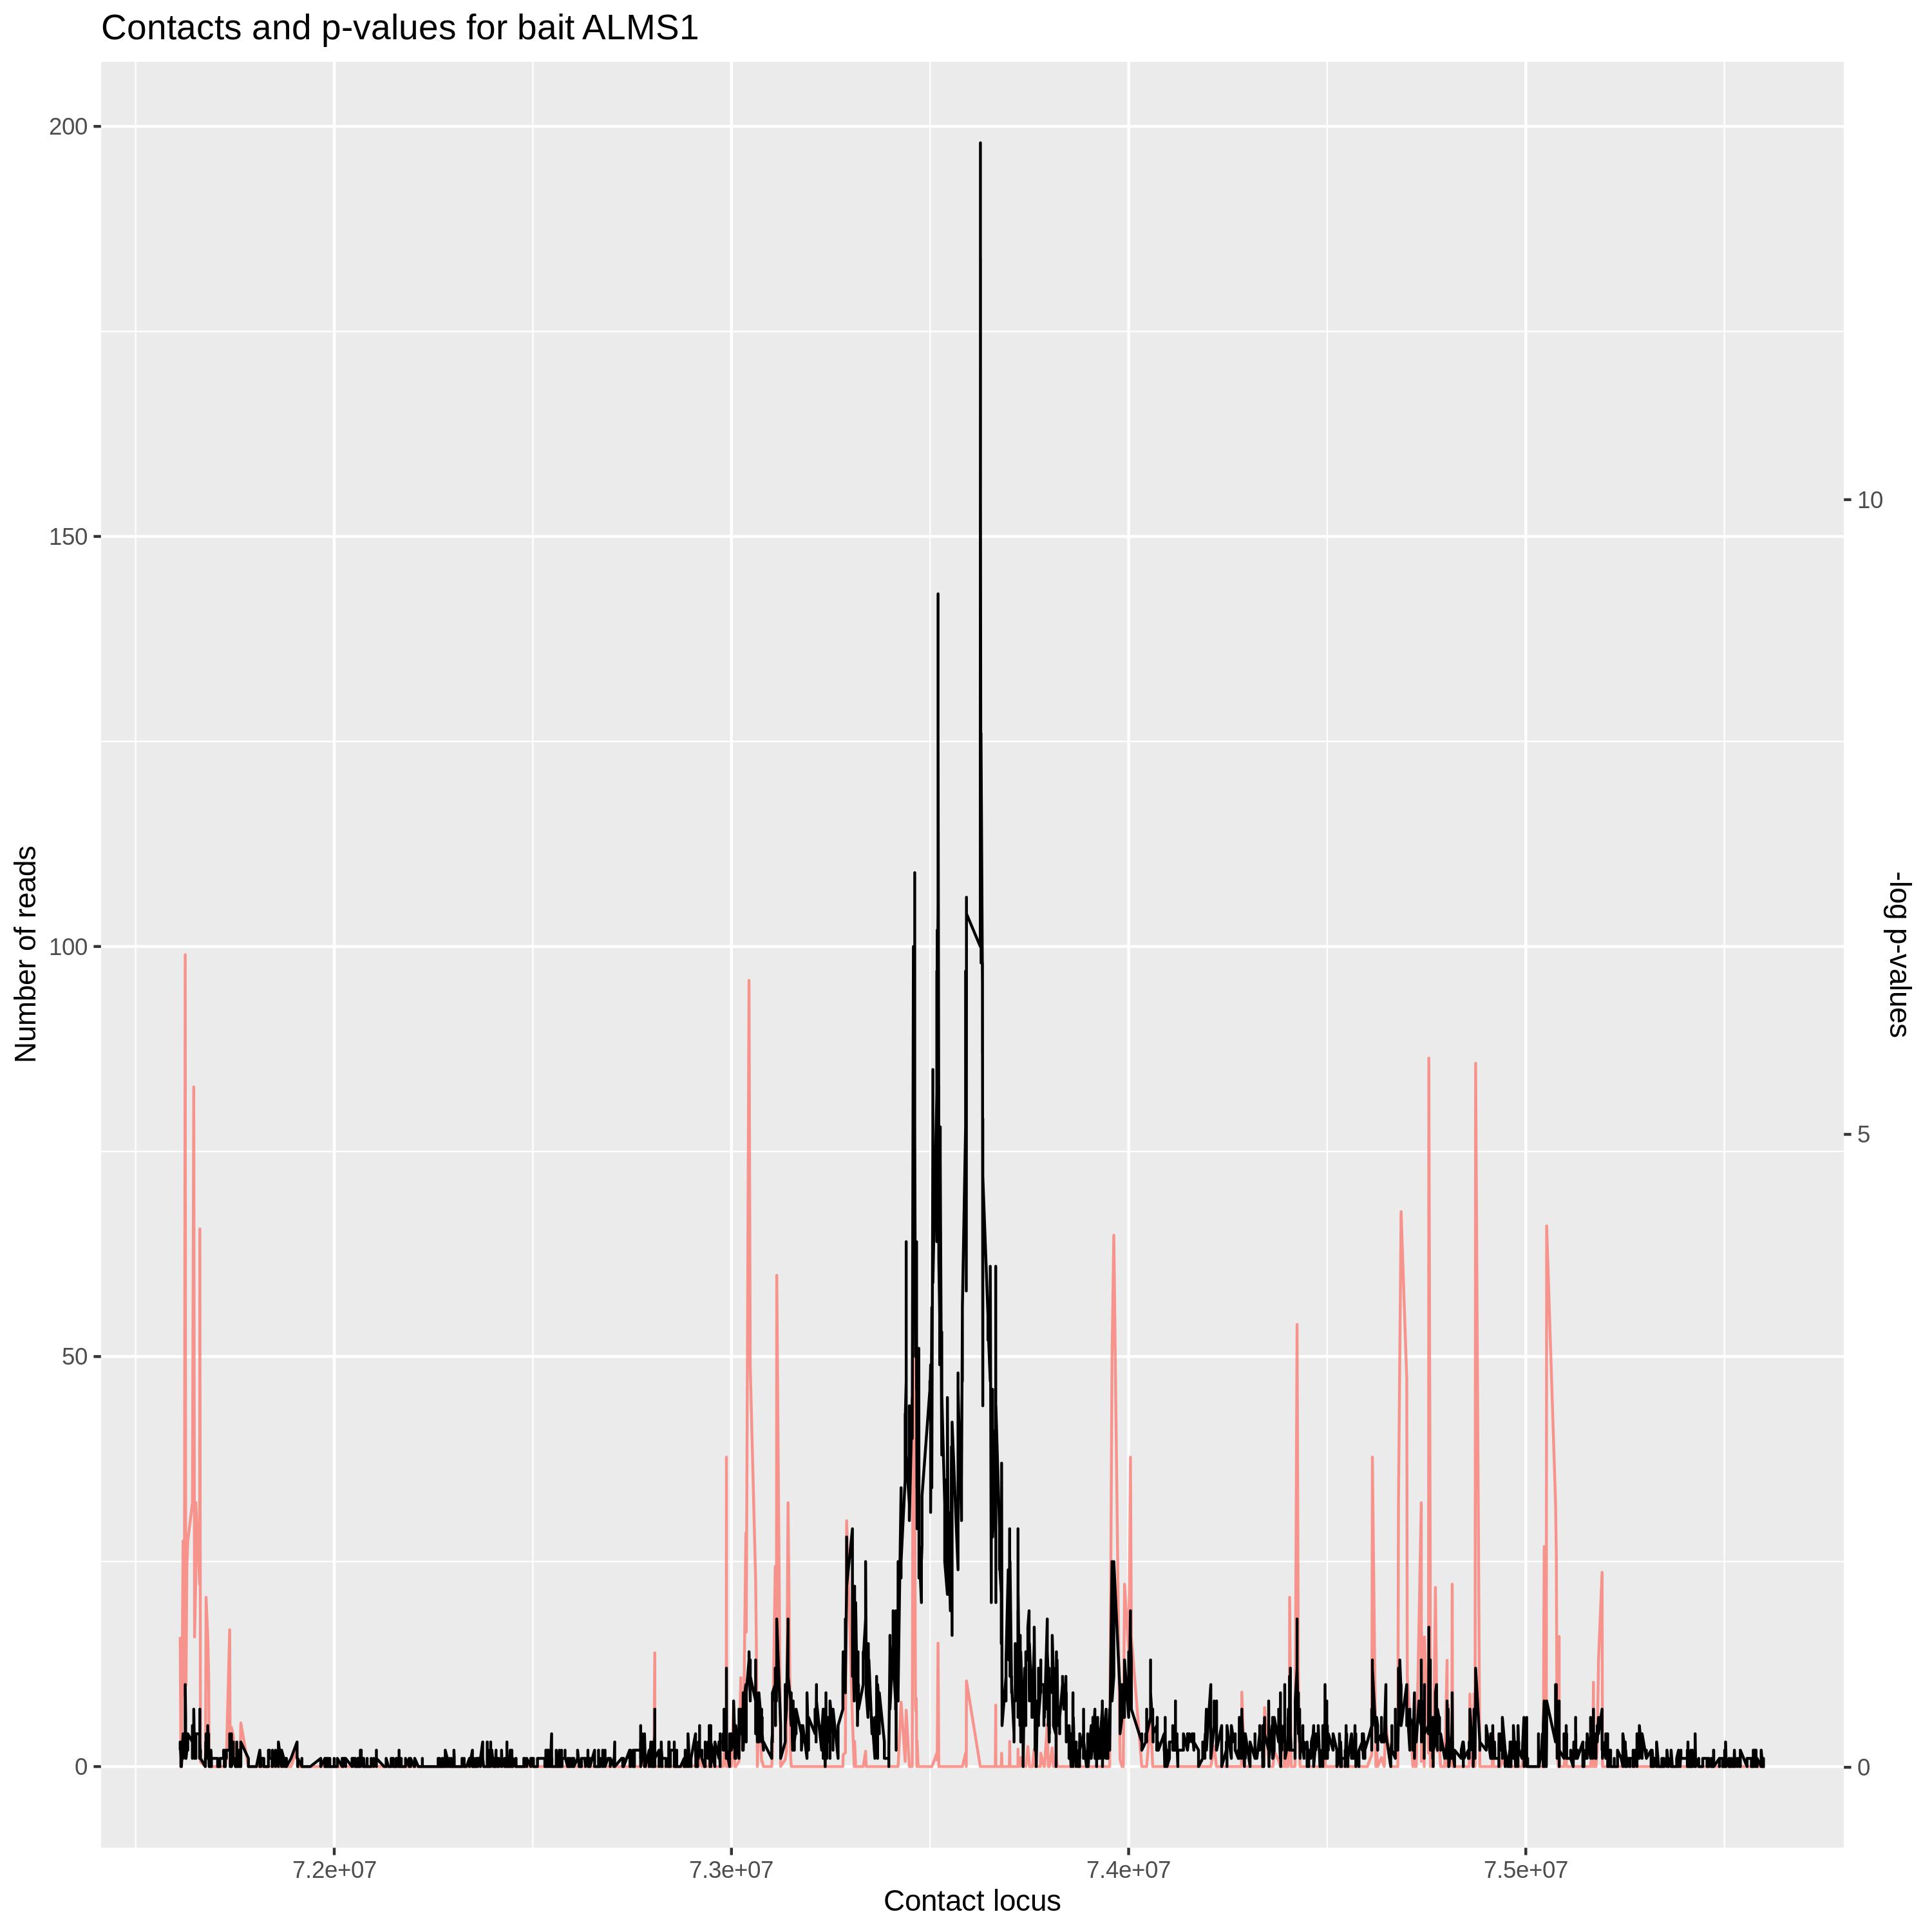 Contacts and p-values for bait ALMS1
200
150
100
50
0
10
5
0
Number of reads
-log p-values
7.2e+07 7.3e+07 7.4e+07 7.5e+07
Contact locus